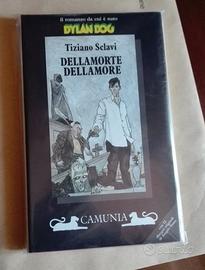 Il romanzo da cui è nato
DYLAN DOG
Tiziano Sclavi
DELLAMORTE
DELLAMORE
CAMUNIA